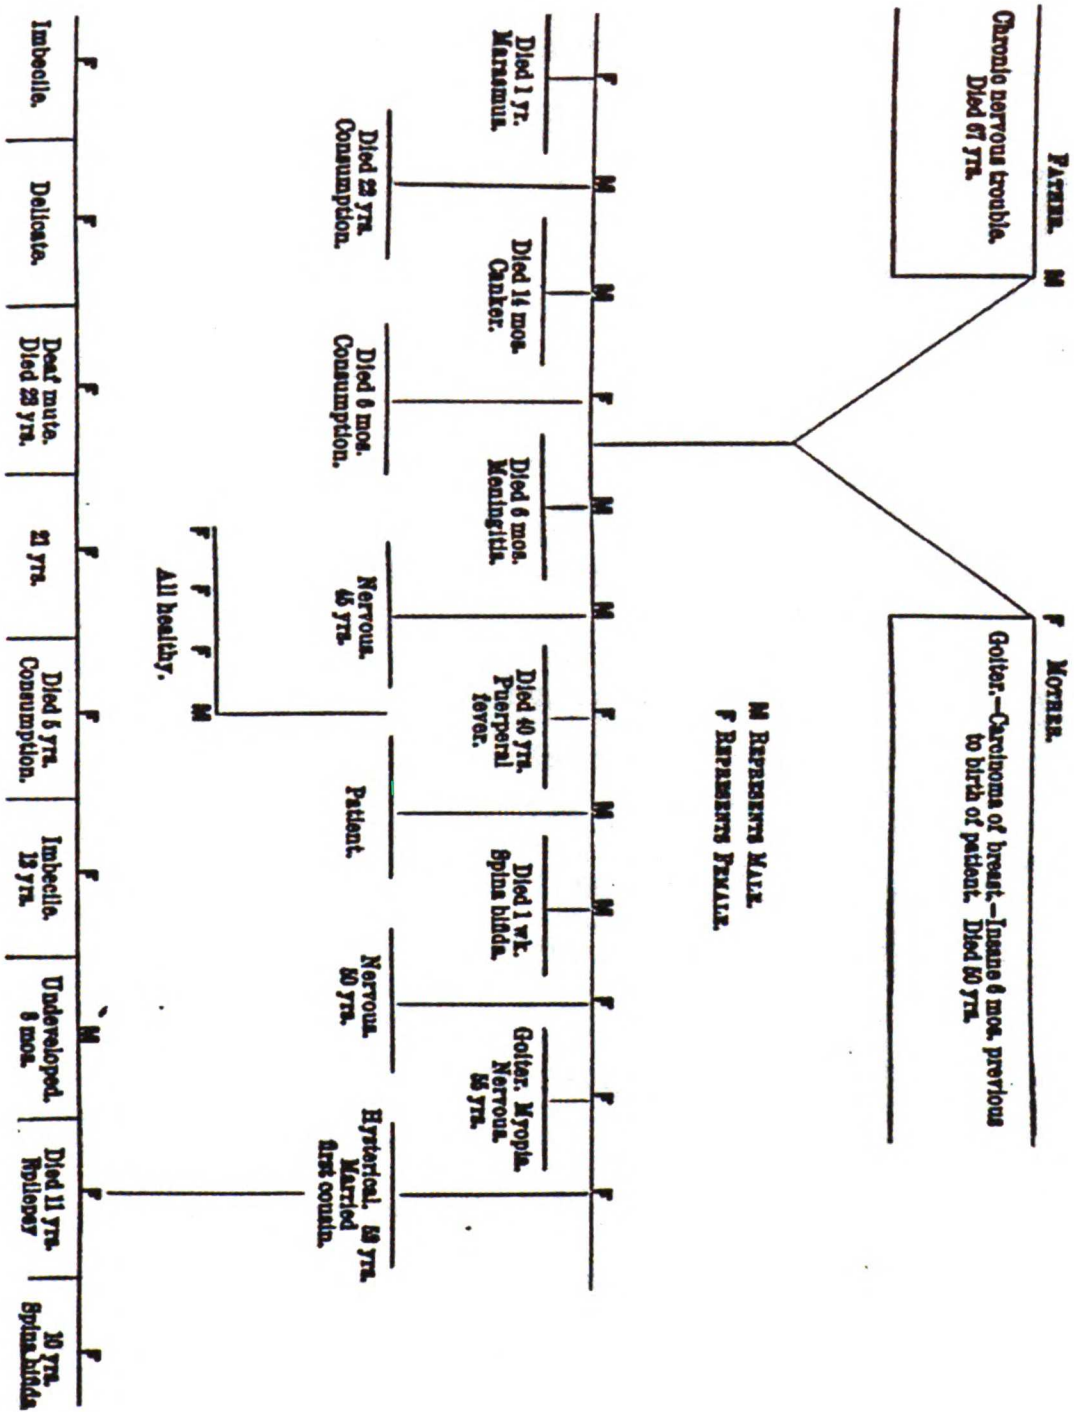 FATHER. M
Chronic nervous trouble.
Died 67 yrs.
F MOTHER.
Goiter.—Carcinoma of breast.—Insane 6 mos. previous
to birth of patient. Died 50 yrs.
M REPRESENTS MALE.
F REPRESENTS FEMALE.
F M M F M M F M M F F F
Died 1 yr.
Marasmus.
Died 14 mos.
Canker.
Died 6 mos.
Meningitis.
Died 40 yrs.
Puerperal
fever.
Died 1 wk.
Spina bifida.
Goiter. Myopia.
Nervous.
55 yrs.
Died 23 yrs.
Consumption.
Died 6 mos.
Consumption.
Nervous.
45 yrs.
Patient.
Nervous.
50 yrs.
Hysterical. 53 yrs.
Married
first cousin.
F F F M
All healthy.
F F F F F F M F F
Imbecile.
Delicate.
Deaf mute.
Died 23 yrs.
21 yrs.
Died 5 yrs.
Consumption.
Imbecile.
13 yrs.
Undeveloped.
8 mos.
Died 11 yrs.
Epilepsy
10 yrs.
Spina bifida